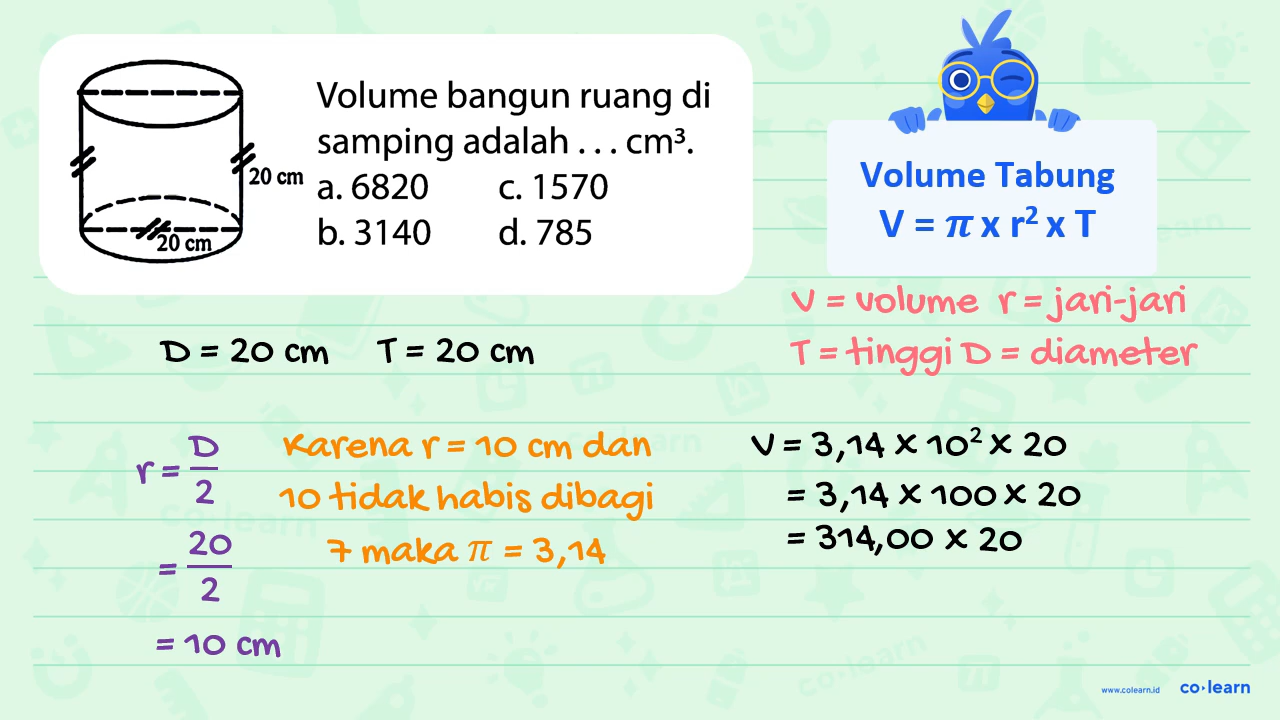 Volume bangun ruang di
samping adalah . . . cm³.
a. 6820 c. 1570
b. 3140 d. 785
20 cm
20 cm
Volume Tabung
V = π x r² x T
V = volume r = jari-jari
T = tinggi D = diameter
D = 20 cm T = 20 cm
r = D/2
= 20/2
= 10 cm
Karena r = 10 cm dan
10 tidak habis dibagi
7 maka π = 3,14
V = 3,14 x 10² x 20
= 3,14 x 100 x 20
= 314,00 x 20
www.colearn.id co·learn